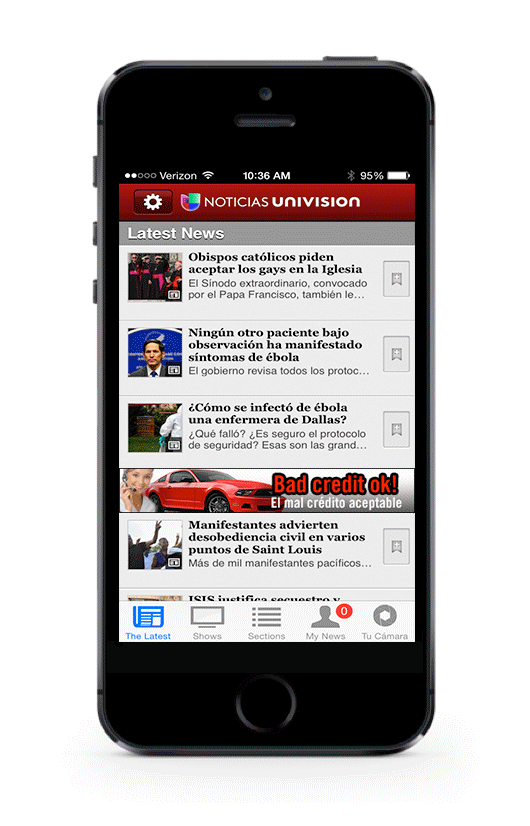 Verizon 10:36 AM 95%
NOTICIAS UNIVISION
Latest News
Obispos católicos piden
aceptar los gays en la Iglesia
El Sínodo extraordinario, convocado
por el Papa Francisco, también le…
Ningún otro paciente bajo
observación ha manifestado
síntomas de ébola
El gobierno revisa todos los protoc…
¿Cómo se infectó de ébola
una enfermera de Dallas?
¿Qué falló? ¿Es seguro el protocolo
de seguridad? Esas son las grand…
Bad credit ok!
El mal crédito aceptable
Manifestantes advierten
desobediencia civil en varios
puntos de Saint Louis
Más de mil manifestantes pacíficos…
ISIS justifica secuestro y
The Latest
Shows
Sections
My News
0
Tu Cámara